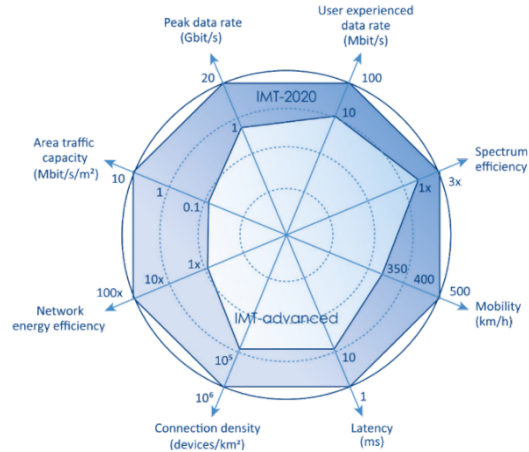 Peak data rate
(Gbit/s)
User experienced
data rate
(Mbit/s)
20
100
IMT-2020
1
10
Area traffic
capacity
(Mbit/s/m²)
Spectrum
efficiency
10
1
0.1
1x
3x
1x
10x
100x
350
400
500
Network
energy efficiency
Mobility
(km/h)
IMT-advanced
10⁵
10
10⁶
1
Connection density
(devices/km²)
Latency
(ms)